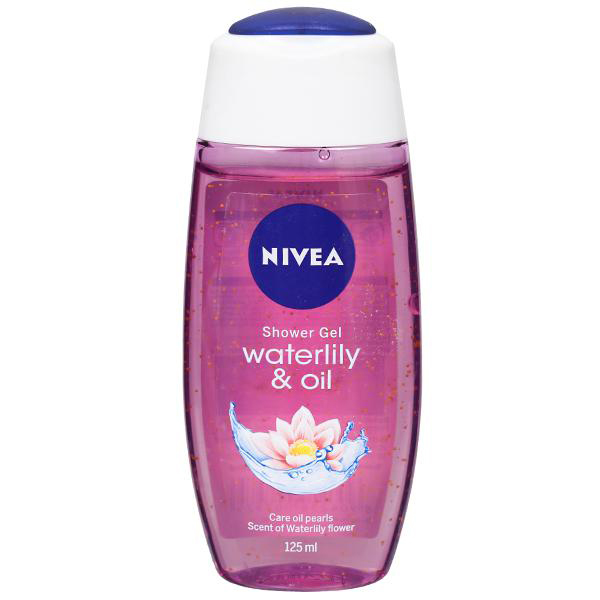 NIVEA
Shower Gel
waterlily
& oil
Care oil pearls
Scent of Waterlily flower
125 ml